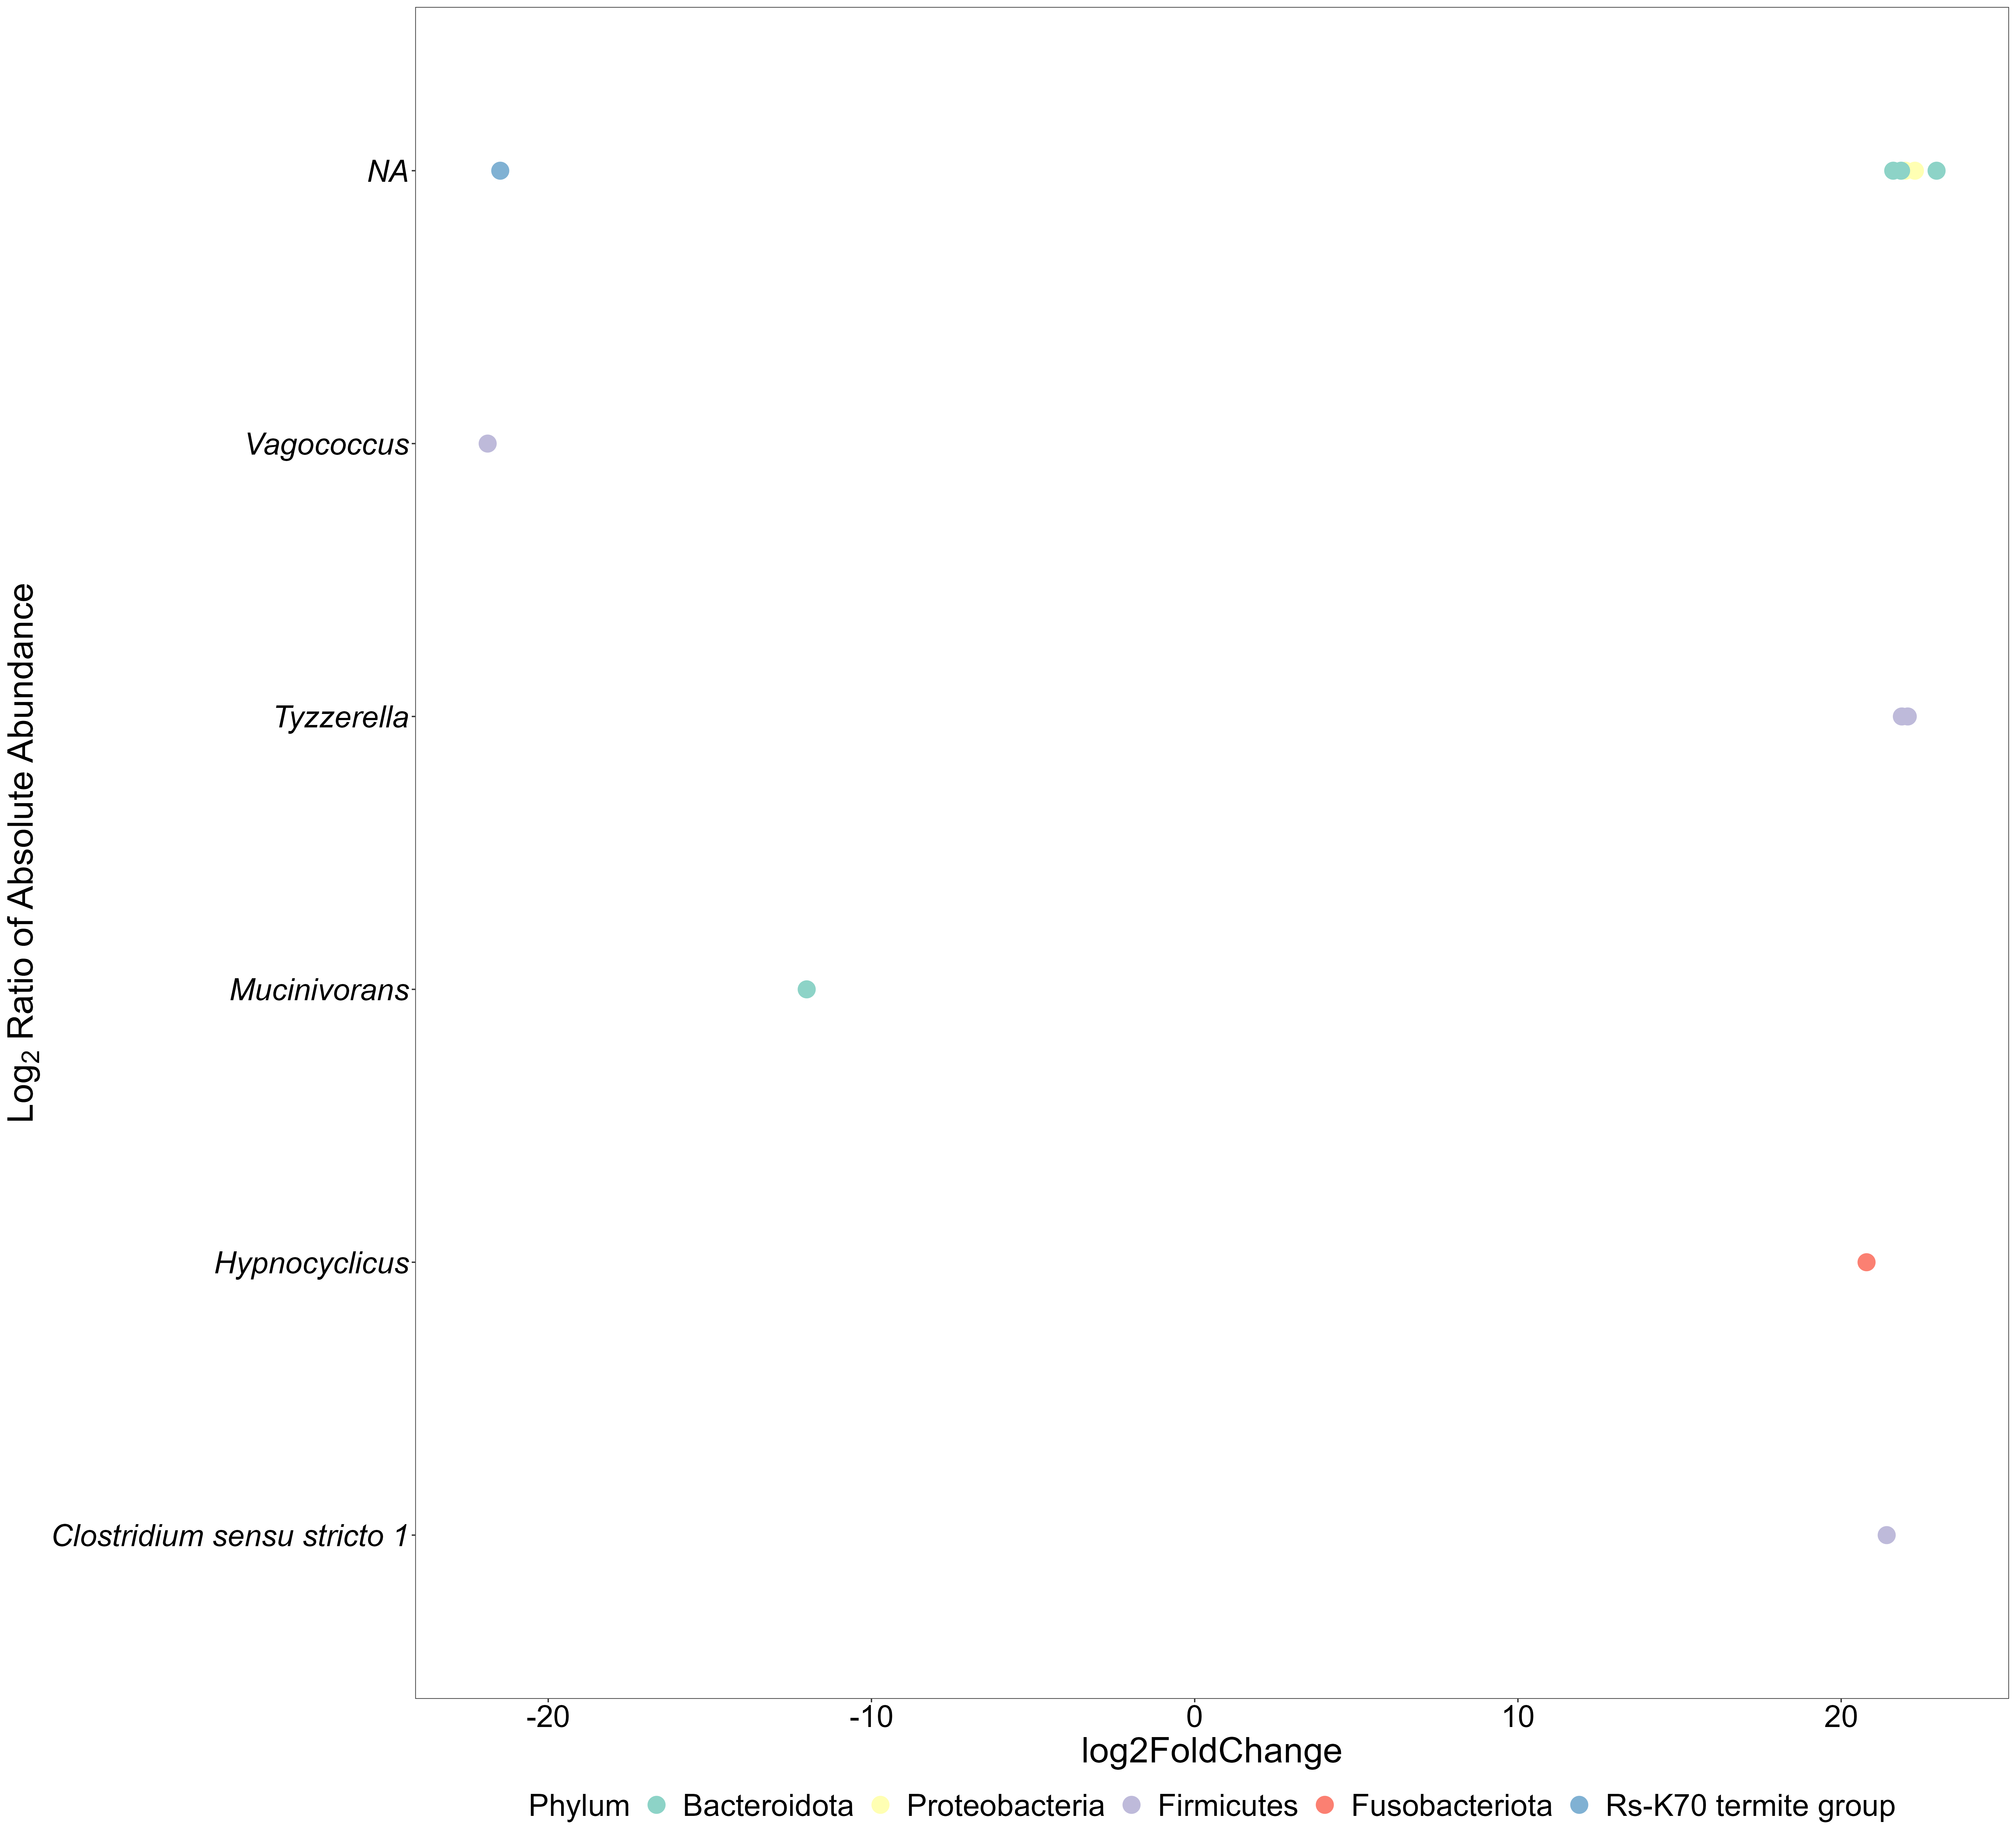 NA
Vagococcus
Tyzzerella
Mucinivorans
Hypnocyclicus
Clostridium sensu stricto 1
Log₂ Ratio of Absolute Abundance
-20 -10 0 10 20
log2FoldChange
Phylum Bacteroidota Proteobacteria Firmicutes Fusobacteriota Rs-K70 termite group